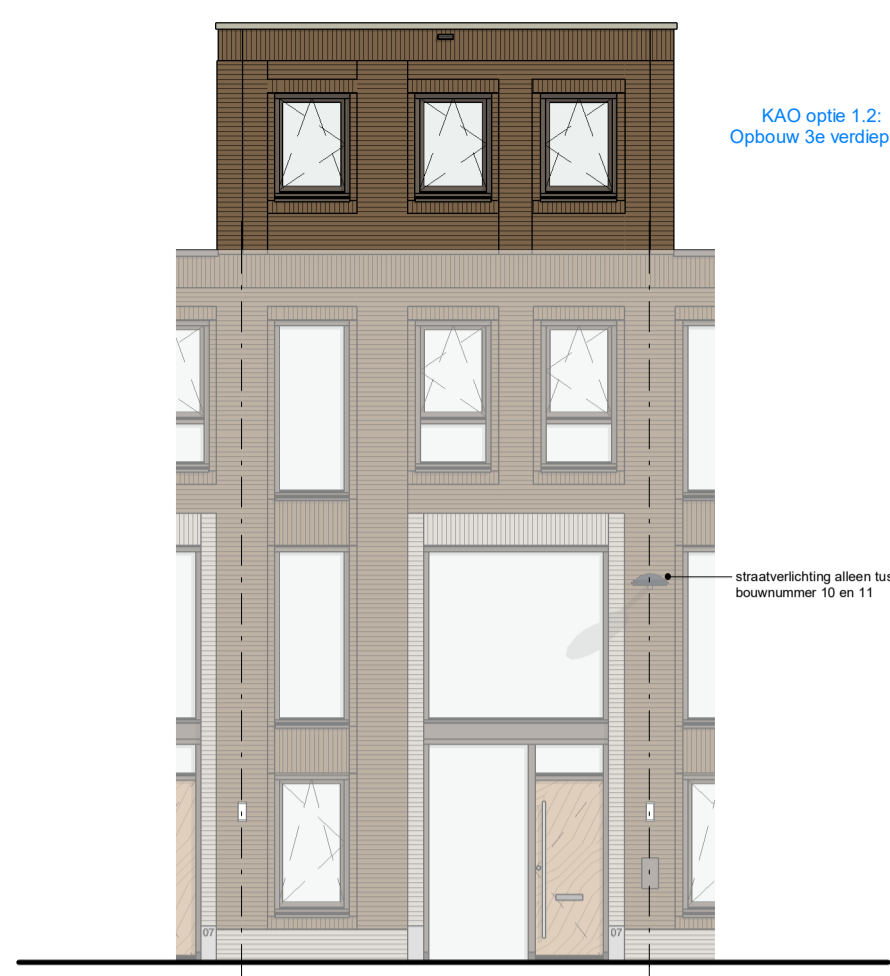 KAO optie 1.2:
Opbouw 3e verdiep
straatverlichting alleen tus
bouwnummer 10 en 11
07
07